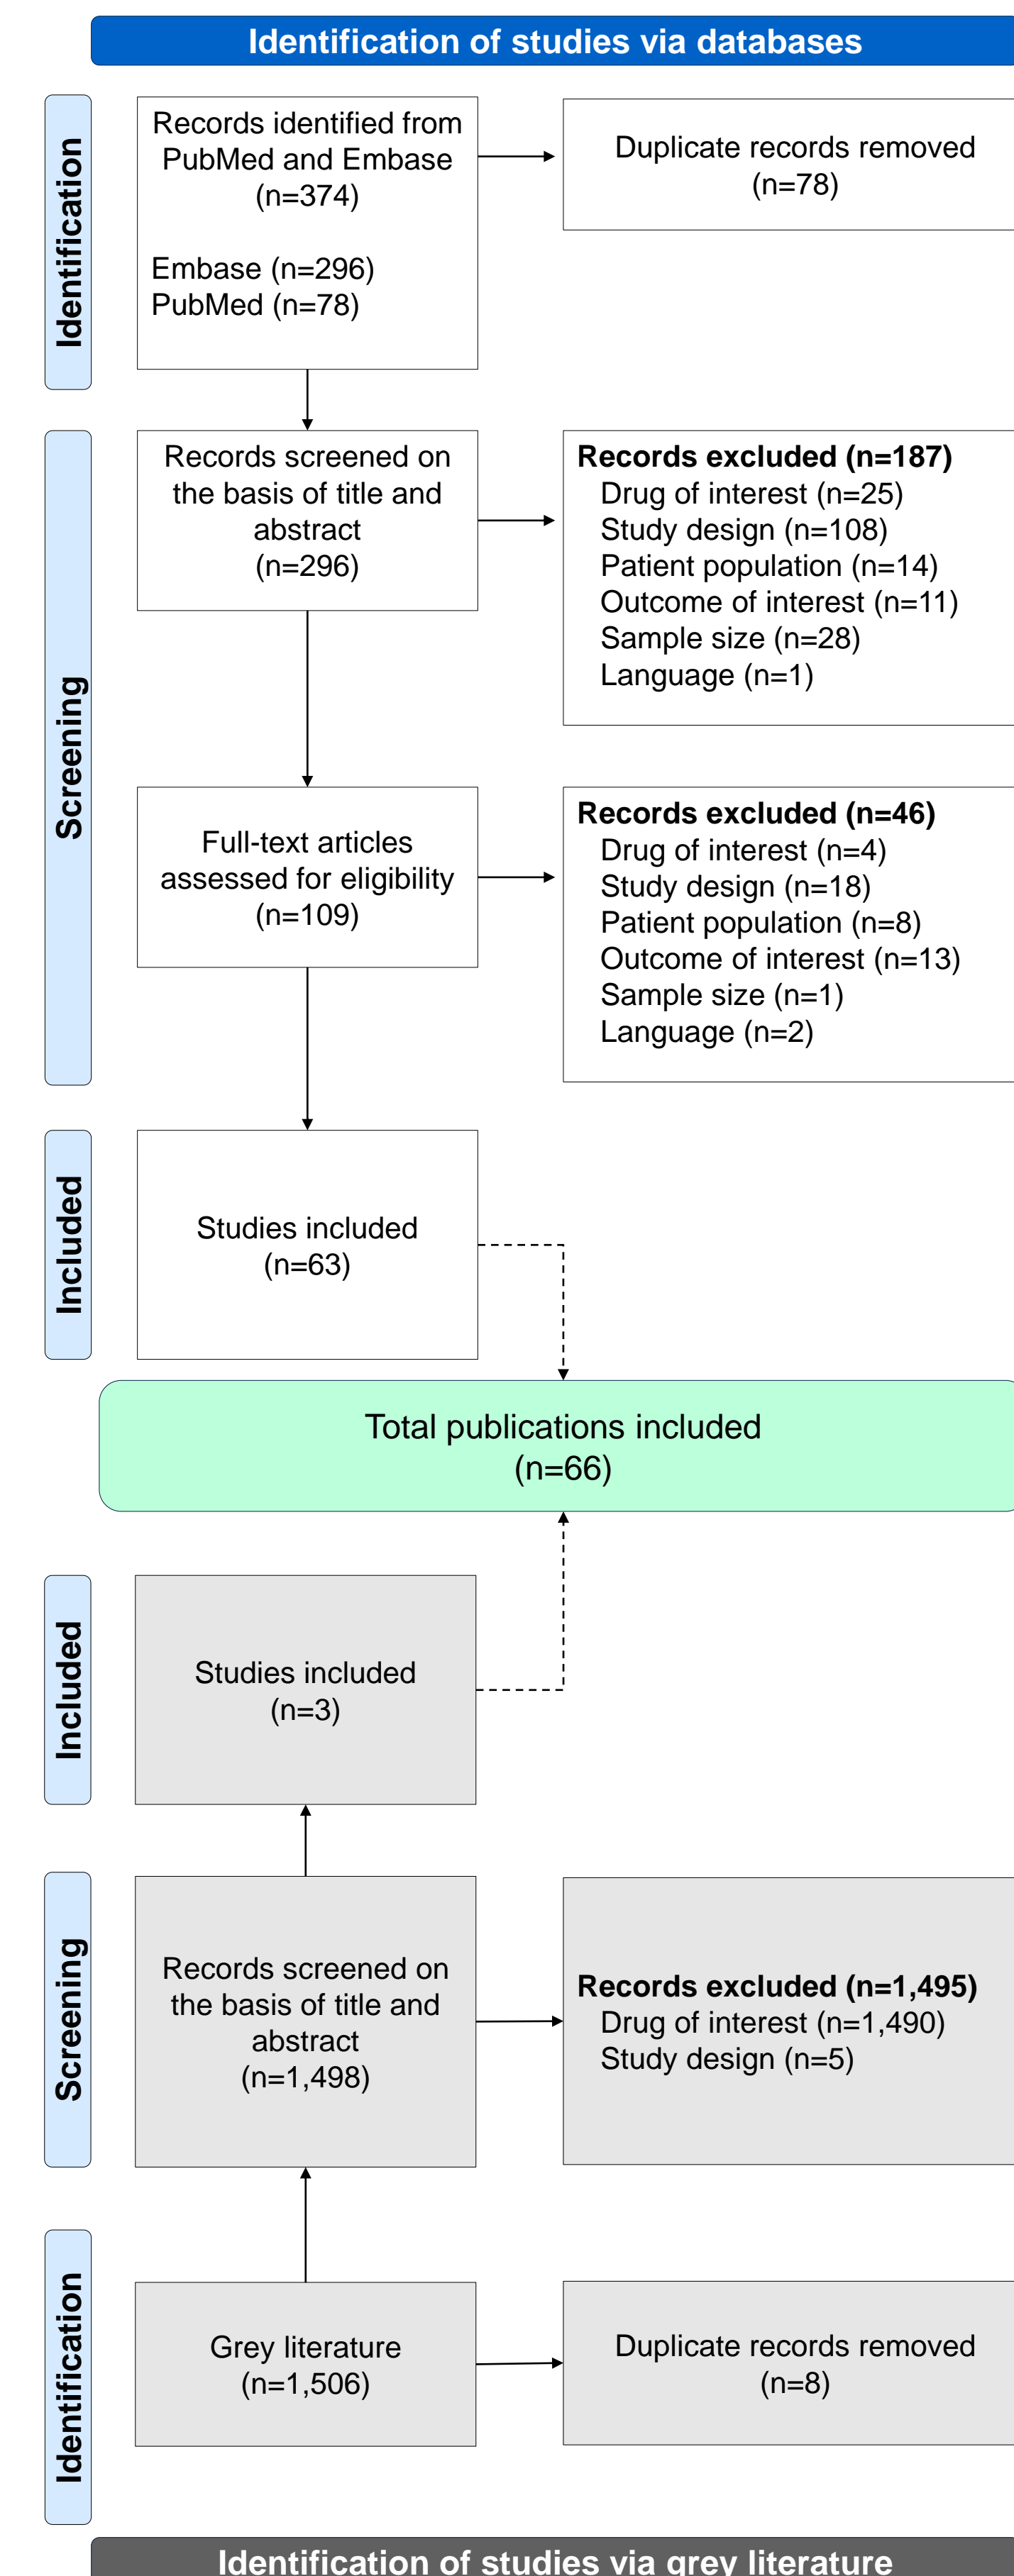 Identification of studies via databases
Identification
Records identified from
PubMed and Embase
(n=374)
Embase (n=296)
PubMed (n=78)
Duplicate records removed
(n=78)
Screening
Records screened on
the basis of title and
abstract
(n=296)
Records excluded (n=187)
Drug of interest (n=25)
Study design (n=108)
Patient population (n=14)
Outcome of interest (n=11)
Sample size (n=28)
Language (n=1)
Full-text articles
assessed for eligibility
(n=109)
Records excluded (n=46)
Drug of interest (n=4)
Study design (n=18)
Patient population (n=8)
Outcome of interest (n=13)
Sample size (n=1)
Language (n=2)
Included
Studies included
(n=63)
Total publications included
(n=66)
Included
Studies included
(n=3)
Screening
Records screened on
the basis of title and
abstract
(n=1,498)
Records excluded (n=1,495)
Drug of interest (n=1,490)
Study design (n=5)
Identification
Grey literature
(n=1,506)
Duplicate records removed
(n=8)
Identification of studies via grey literature